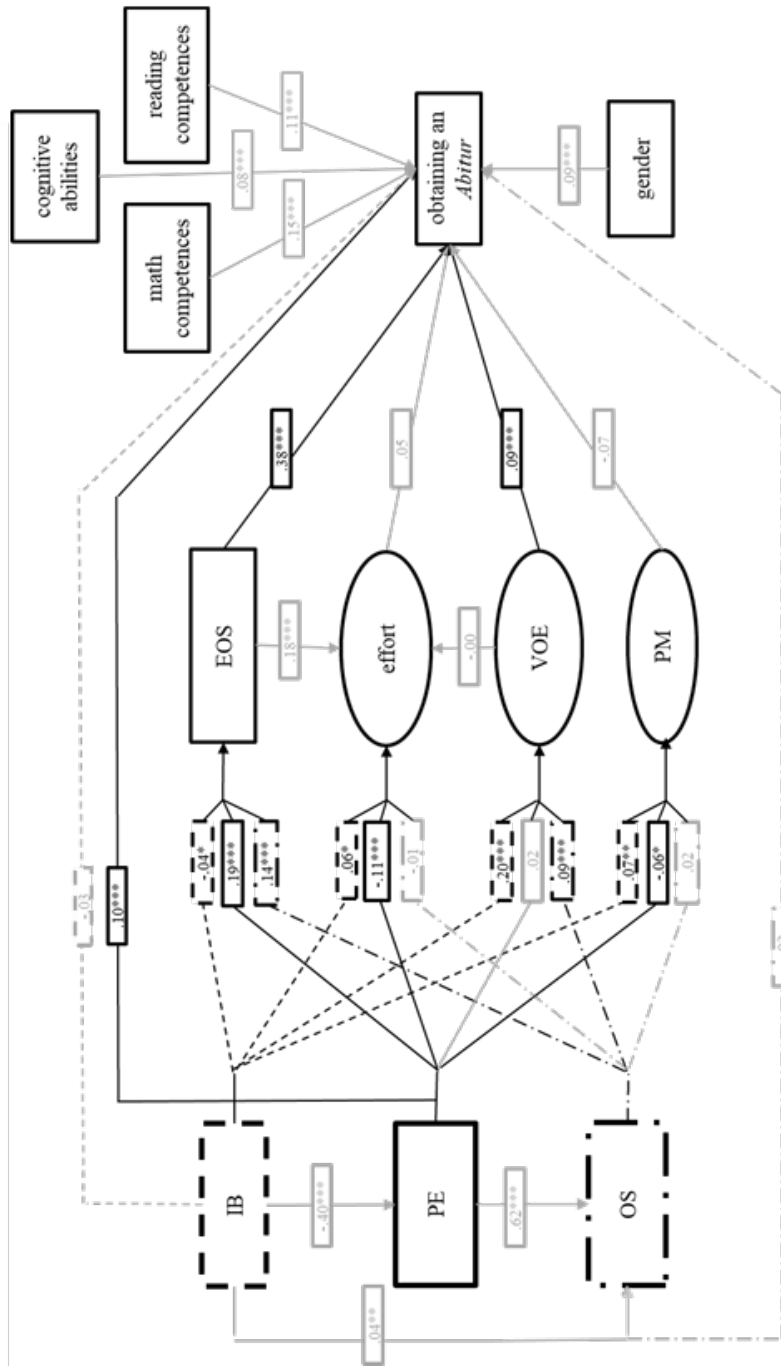 cognitive
abilities
math
competences
reading
competences
.08***
.15***
.11***
-.03
.10***
IB
PE
OS
-.40***
.62***
.04**
-.04*
.19***
.14***
EOS
.38***
.18***
.06*
-.11***
-.01
effort
.05
-.00
.20***
.02
.09***
VOE
.09***
.07**
-.06*
.02
PM
-.07
obtaining an
Abitur
.09***
gender